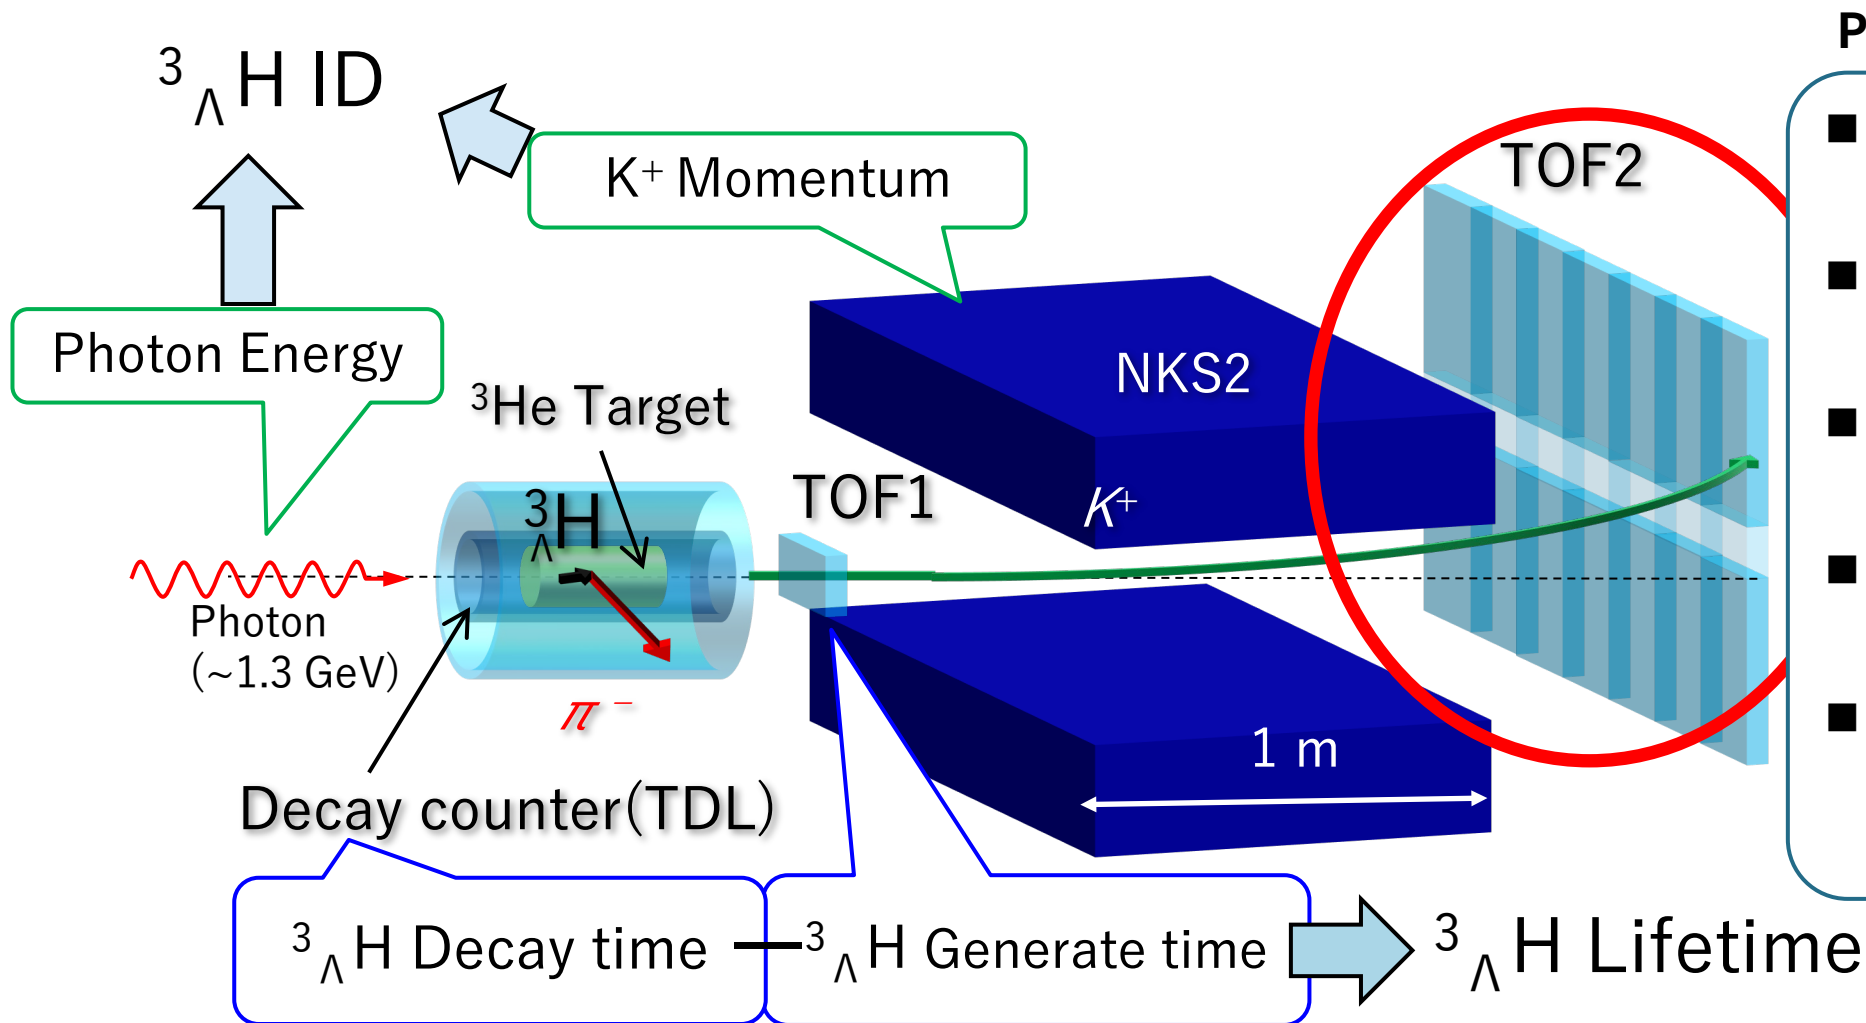 P
³ΛH ID
K⁺ Momentum
TOF2
Photon Energy
NKS2
³He Target
³ΛH
TOF1
K⁺
Photon
(~1.3 GeV)
π⁻
1 m
Decay counter(TDL)
³ΛH Decay time — ³ΛH Generate time
³ΛH Lifetime